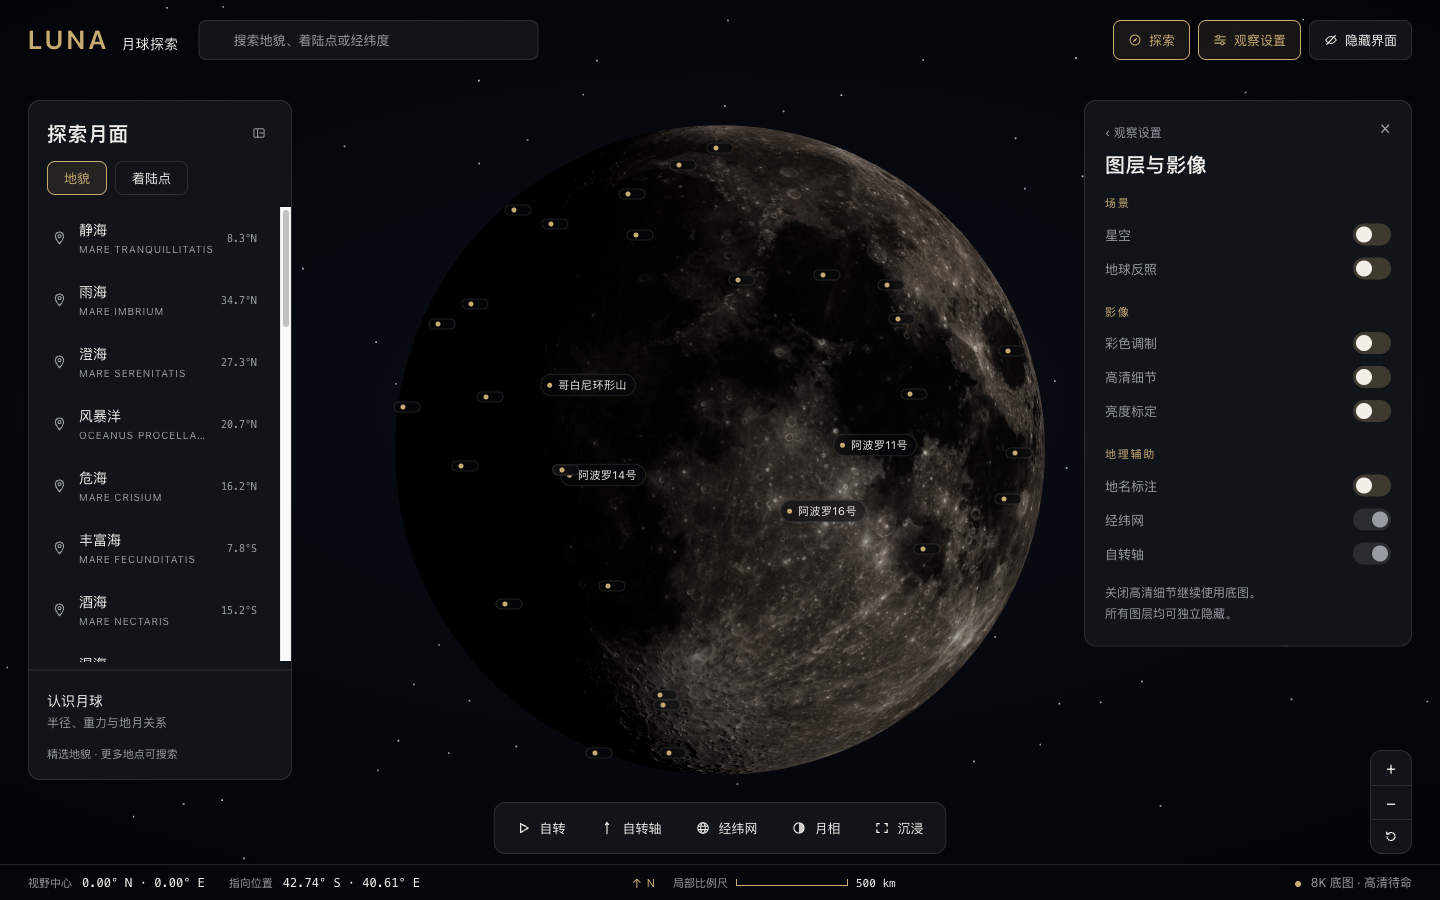 LUNA 月球探索
搜索地貌、着陆点或经纬度
探索
观察设置
隐藏界面
探索月面
地貌
着陆点
静海
MARE TRANQUILLITATIS
8.3°N
雨海
MARE IMBRIUM
34.7°N
澄海
MARE SERENITATIS
27.3°N
风暴洋
OCEANUS PROCELLA...
20.7°N
危海
MARE CRISIUM
16.2°N
丰富海
MARE FECUNDITATIS
7.8°S
酒海
MARE NECTARIS
15.2°S
认识月球
半径、重力与地月关系
精选地貌 · 更多地点可搜索
哥白尼环形山
阿波罗11号
阿波罗14号
阿波罗16号
‹ 观察设置
图层与影像
场景
星空
地球反照
影像
彩色调制
高清细节
亮度标定
地理辅助
地名标注
经纬网
自转轴
关闭高清细节继续使用底图。
所有图层均可独立隐藏。
自转
自转轴
经纬网
月相
沉浸
视野中心 0.00° N · 0.00° E 指向位置 42.74° S · 40.61° E
↑ N 局部比例尺 500 km
8K 底图 · 高清待命